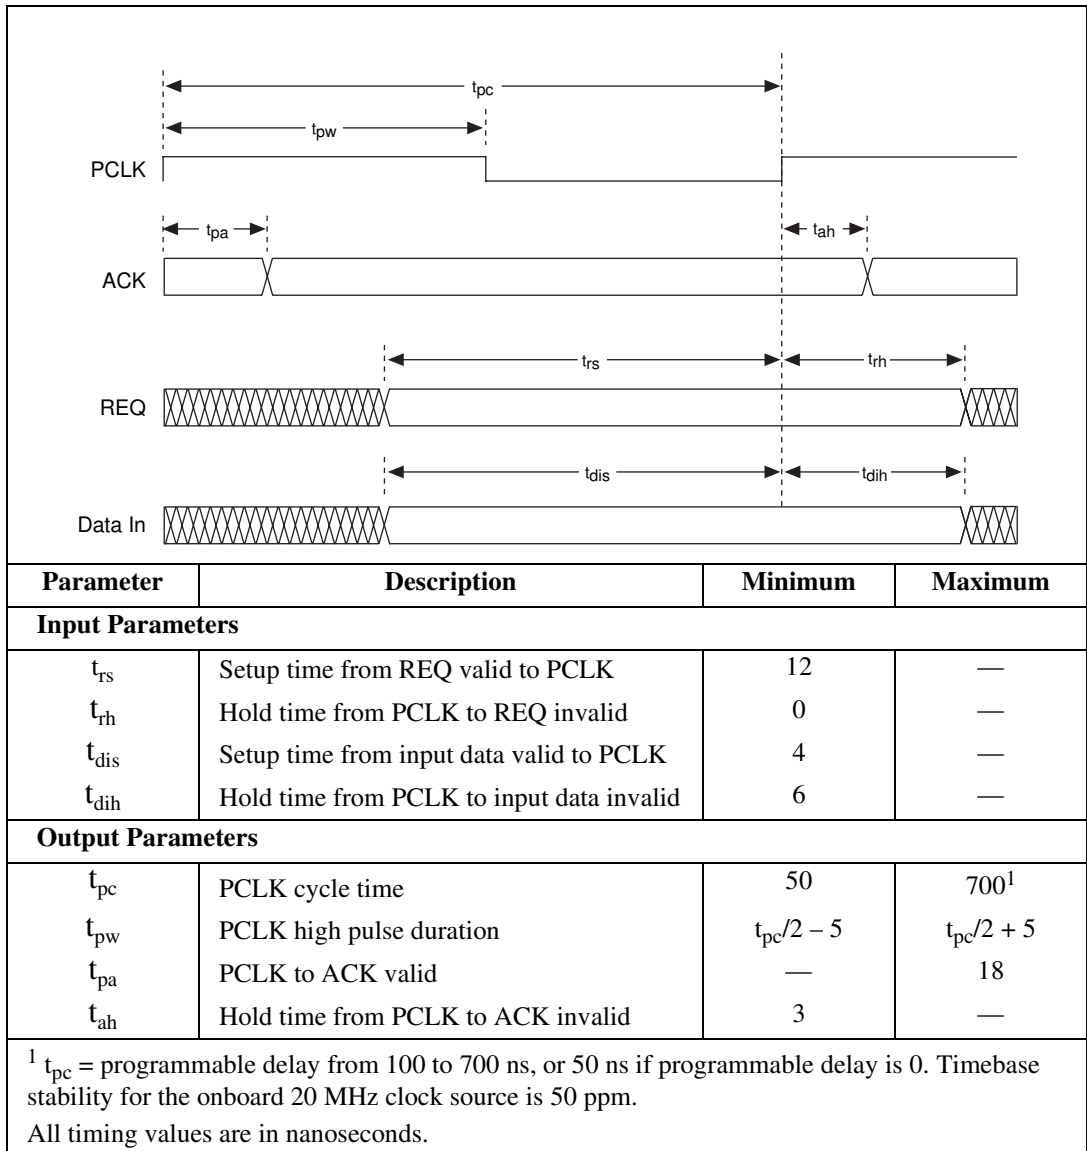 tpc
tpw
PCLK
tpa
tah
ACK
trs
trh
REQ
tdis
tdih
Data In
Parameter Description Minimum Maximum
Input Parameters
trs Setup time from REQ valid to PCLK 12 —
trh Hold time from PCLK to REQ invalid 0 —
tdis Setup time from input data valid to PCLK 4 —
tdih Hold time from PCLK to input data invalid 6 —
Output Parameters
tpc PCLK cycle time 50 700¹
tpw PCLK high pulse duration tpc/2 – 5 tpc/2 + 5
tpa PCLK to ACK valid — 18
tah Hold time from PCLK to ACK invalid 3 —
¹ tpc = programmable delay from 100 to 700 ns, or 50 ns if programmable delay is 0. Timebase
stability for the onboard 20 MHz clock source is 50 ppm.
All timing values are in nanoseconds.